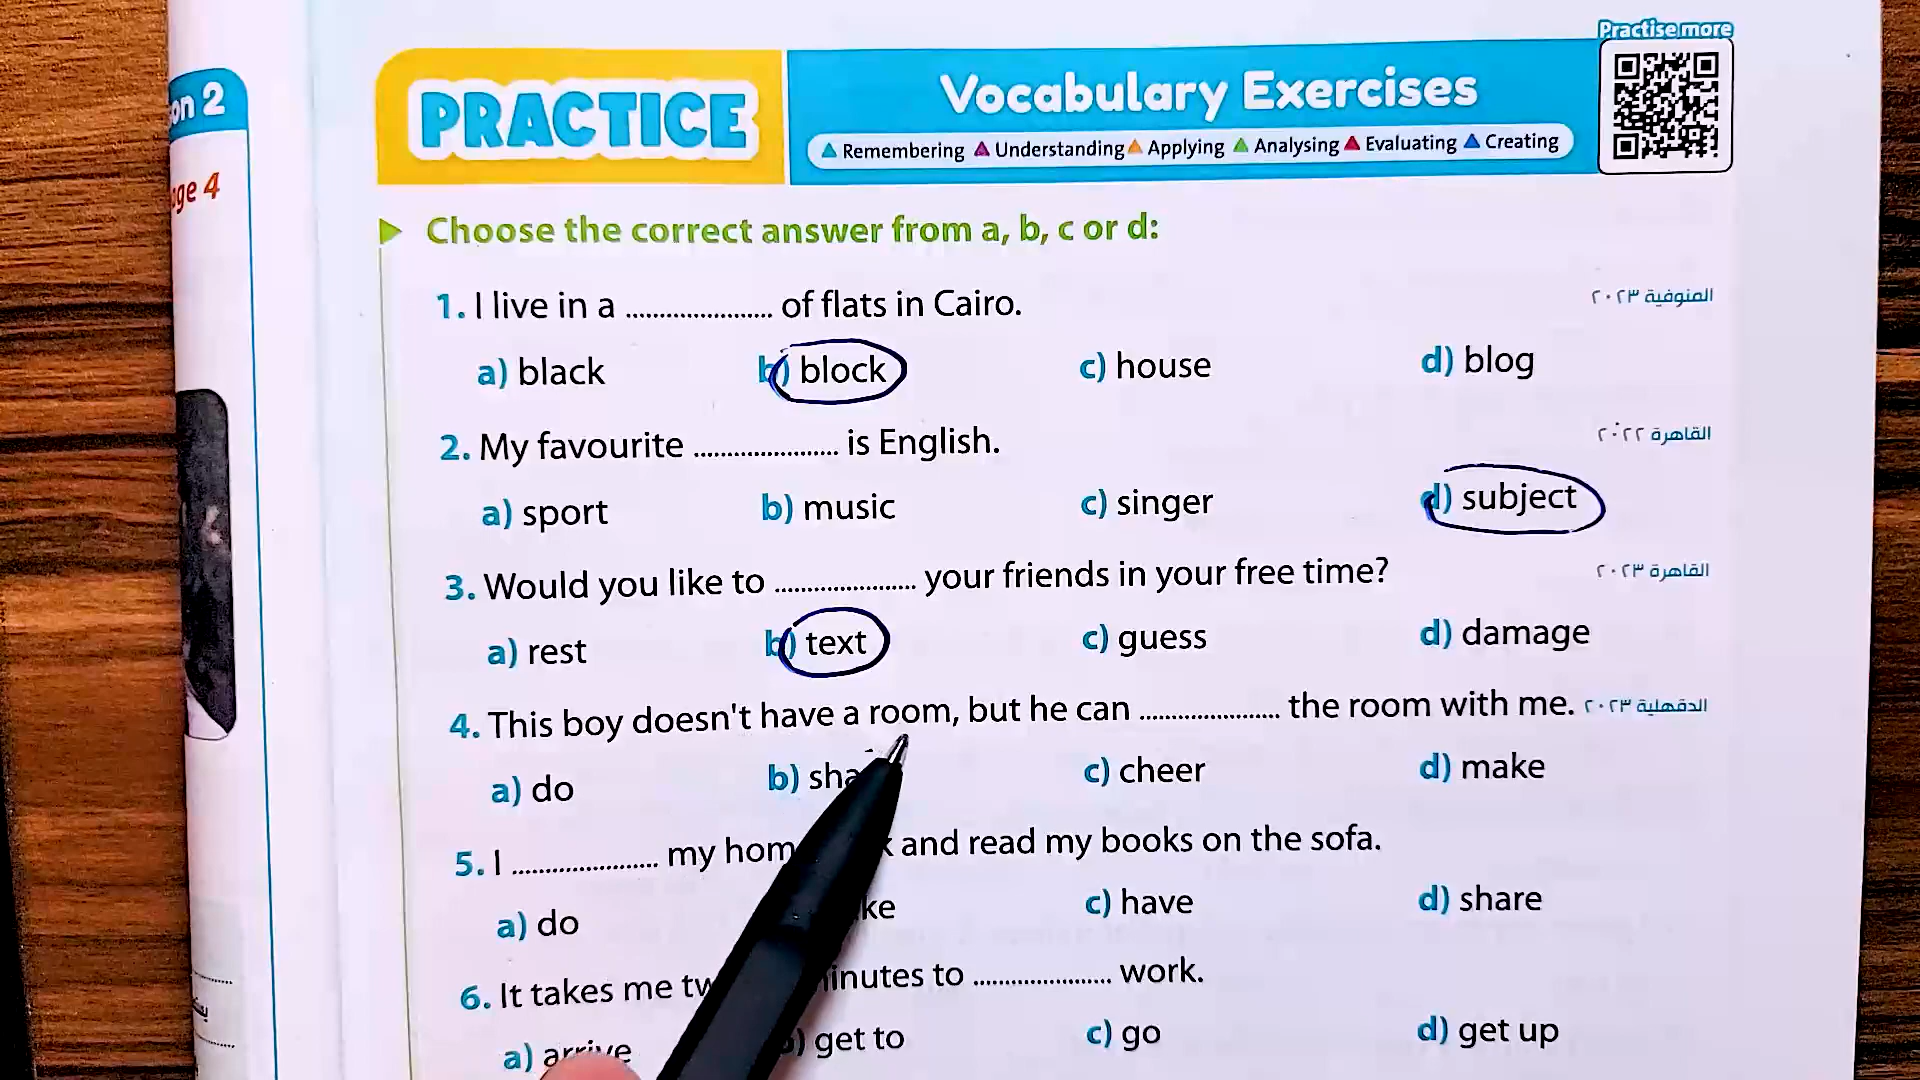 Practise more
on 2
PRACTICE
Vocabulary Exercises
Remembering Understanding Applying Analysing Evaluating Creating
ge 4
Choose the correct answer from a, b, c or d:
1. I live in a ...................... of flats in Cairo. المنوفية ٢٠٢٣
a) black b) block c) house d) blog
2. My favourite ...................... is English. القاهرة ٢٠٢٢
a) sport b) music c) singer d) subject
3. Would you like to ...................... your friends in your free time? القاهرة ٢٠٢٣
a) rest b) text c) guess d) damage
4. This boy doesn't have a room, but he can ...................... the room with me. الدقهلية ٢٠٢٣
a) do b) sha c) cheer d) make
5. I ...................... my hom k and read my books on the sofa.
a) do ke c) have d) share
6. It takes me tw inutes to ...................... work.
a) arrive ) get to c) go d) get up